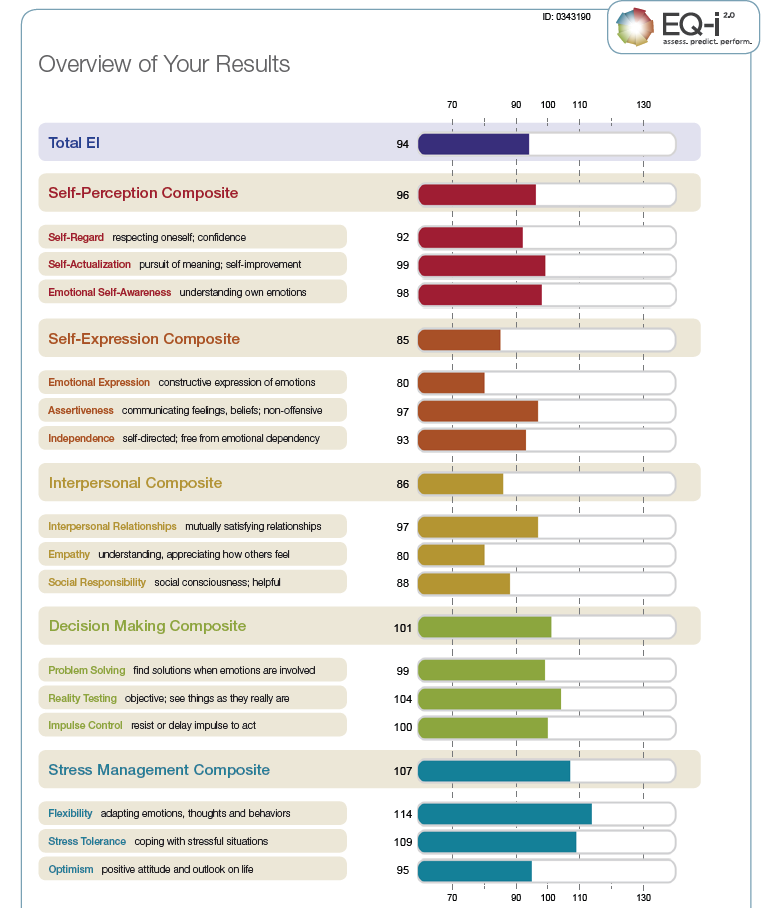 ID: 0343190
EQ-i 2.0
assess. predict. perform.
Overview of Your Results
70 90 100 110 130
Total EI 94
Self-Perception Composite 96
Self-Regard respecting oneself; confidence 92
Self-Actualization pursuit of meaning; self-improvement 99
Emotional Self-Awareness understanding own emotions 98
Self-Expression Composite 85
Emotional Expression constructive expression of emotions 80
Assertiveness communicating feelings, beliefs; non-offensive 97
Independence self-directed; free from emotional dependency 93
Interpersonal Composite 86
Interpersonal Relationships mutually satisfying relationships 97
Empathy understanding, appreciating how others feel 80
Social Responsibility social consciousness; helpful 88
Decision Making Composite 101
Problem Solving find solutions when emotions are involved 99
Reality Testing objective; see things as they really are 104
Impulse Control resist or delay impulse to act 100
Stress Management Composite 107
Flexibility adapting emotions, thoughts and behaviors 114
Stress Tolerance coping with stressful situations 109
Optimism positive attitude and outlook on life 95
70 90 100 110 130